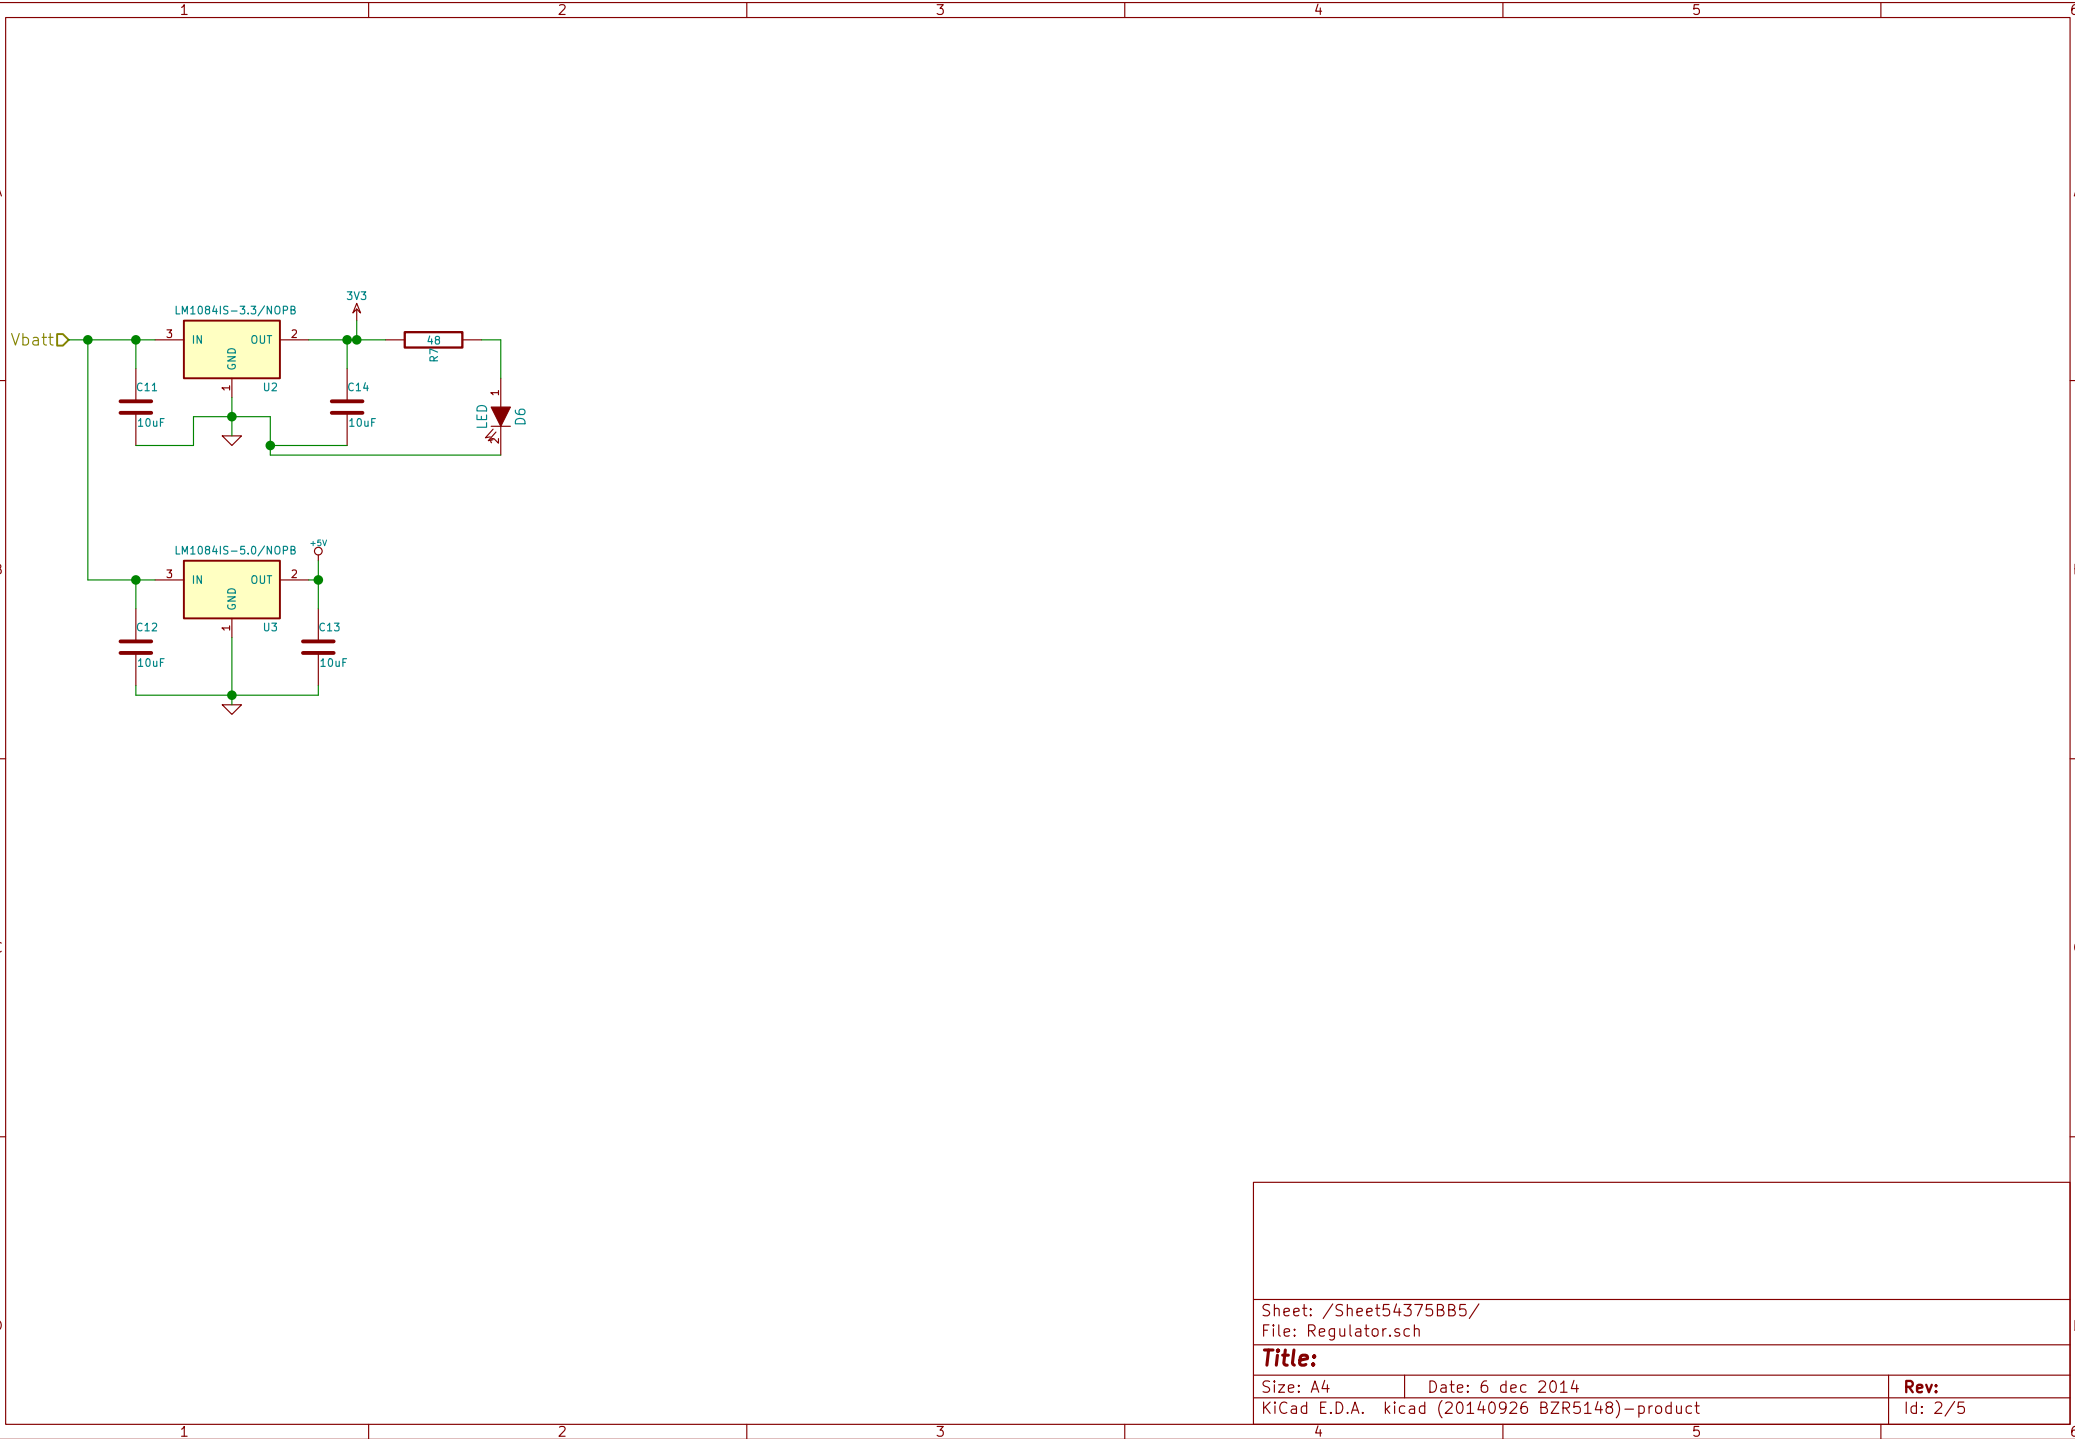 1 2 3 4 5 6
3V3
LM1084IS-3.3/NOPB
Vbatt
3 IN OUT 2
48
R7
GND
1
C11 U2 C14
10uF 10uF
1
LED D6
2
LM1084IS-5.0/NOPB +5V
3 IN OUT 2
GND
1
C12 U3 C13
10uF 10uF
Sheet: /Sheet54375BB5/
File: Regulator.sch
Title:
Size: A4 Date: 6 dec 2014 Rev:
KiCad E.D.A. kicad (20140926 BZR5148)-product Id: 2/5
1 2 3 4 5 6